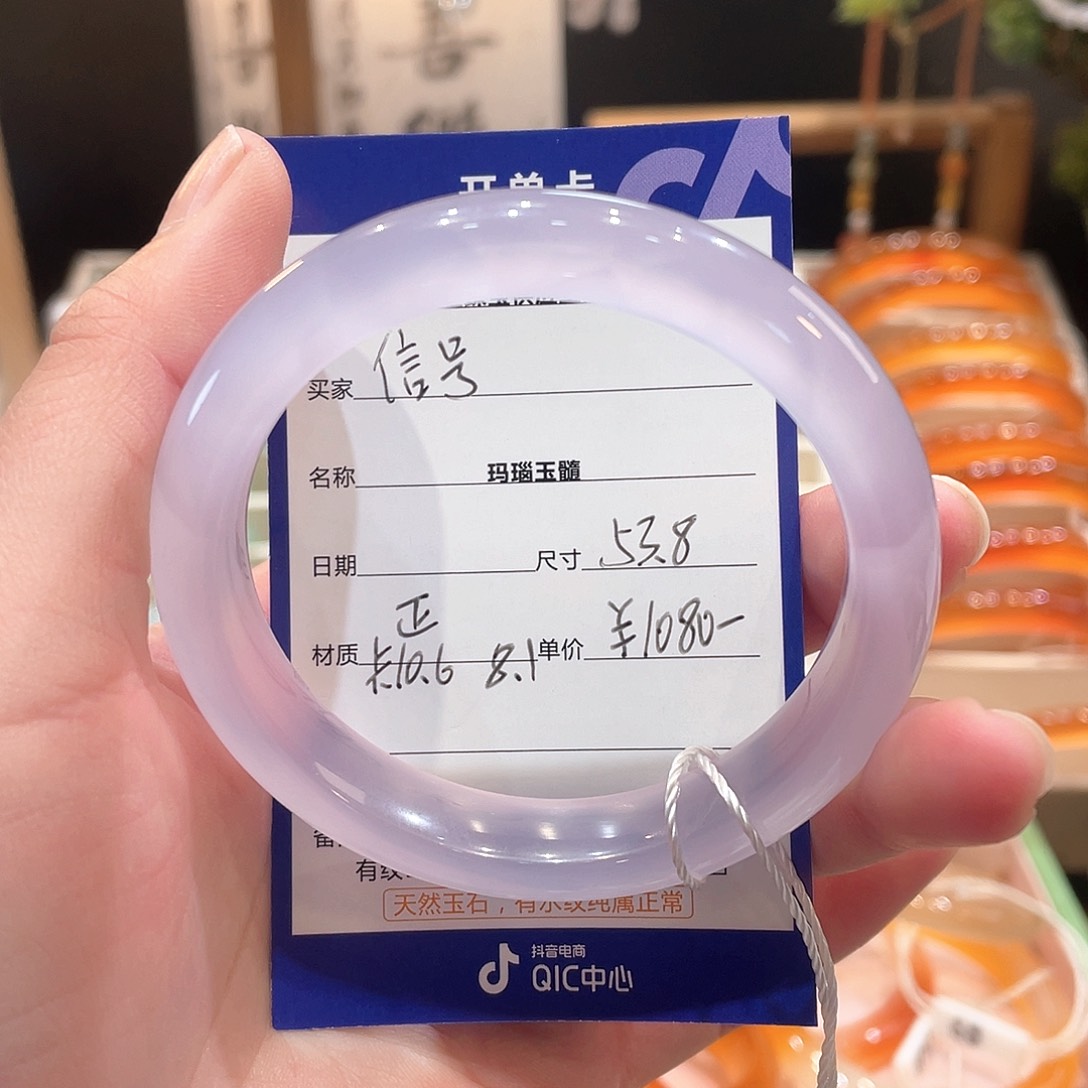 开单卡
买家 信号
名称 玛瑙玉髓
日期 尺寸 53.8
正
材质 卡10.6 8.1 单价 ¥1080-
备
有纹
天然玉石，有水纹纯属正常
抖音电商
QIC中心